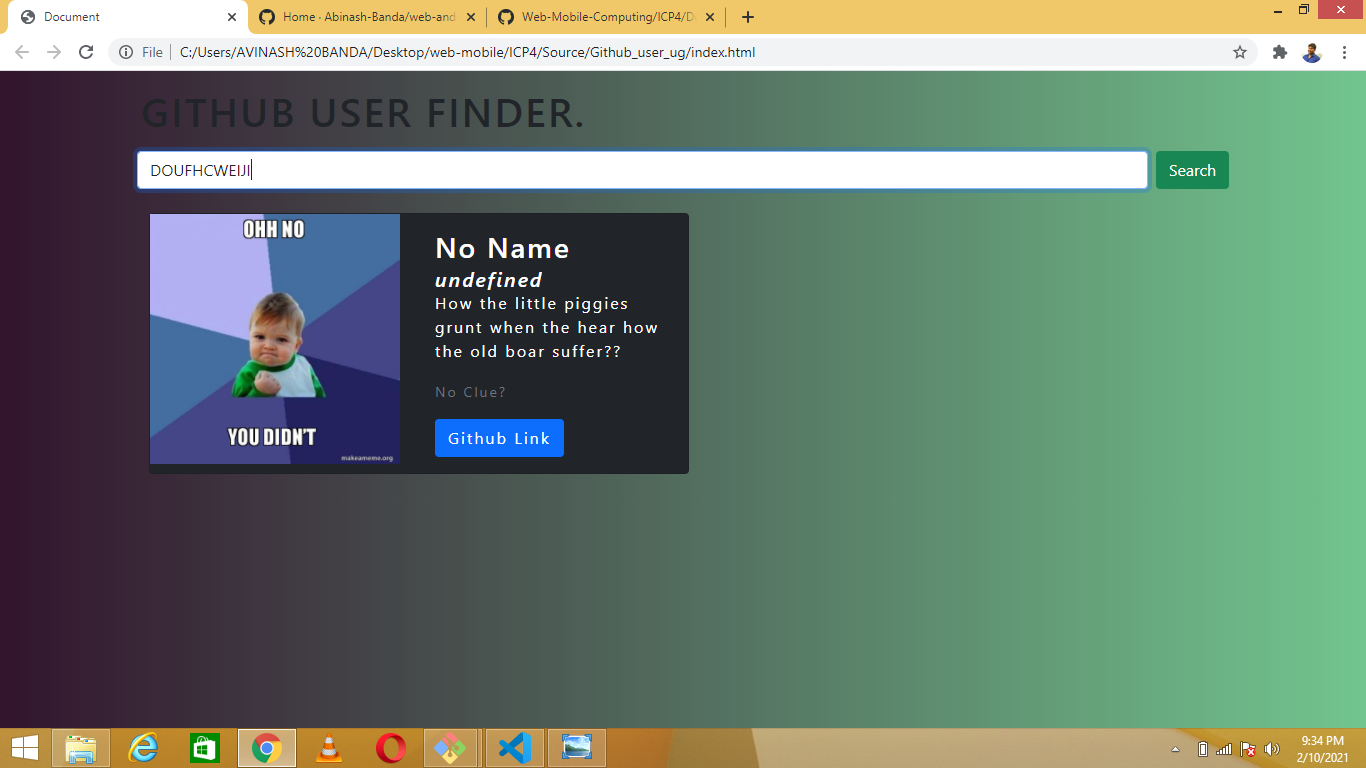 Document
Home · Abinash-Banda/web-and
Web-Mobile-Computing/ICP4/D
File
C:/Users/AVINASH%20BANDA/Desktop/web-mobile/ICP4/Source/Github_user_ug/index.html
GITHUB USER FINDER.
DOUFHCWEIJI
Search
OHH NO
YOU DIDN'T
makeameme.org
No Name
undefined
How the little piggies
grunt when the hear how
the old boar suffer??
No Clue?
Github Link
9:34 PM
2/10/2021